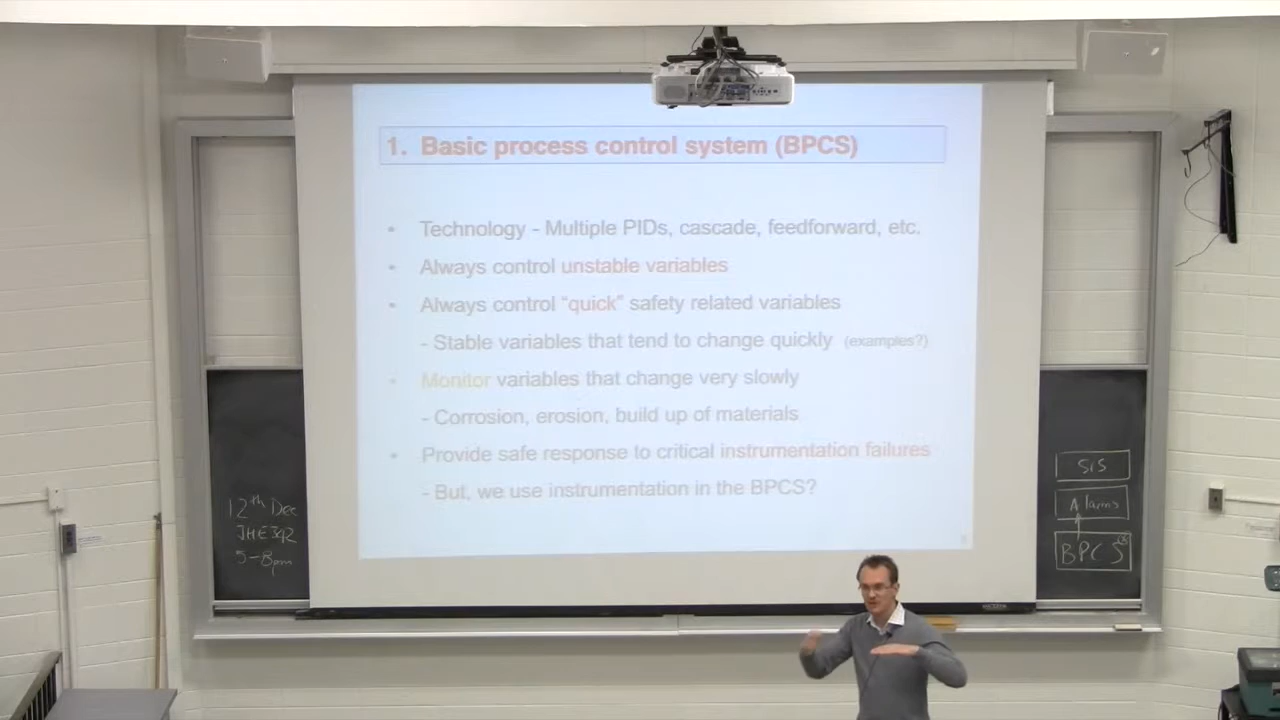 1. Basic process control system (BPCS)
• Technology - Multiple PIDs, cascade, feedforward, etc.
• Always control unstable variables
• Always control “quick” safety related variables
- Stable variables that tend to change quickly (examples?)
• Monitor variables that change very slowly
- Corrosion, erosion, build up of materials
• Provide safe response to critical instrumentation failures
- But, we use instrumentation in the BPCS?
12th Dec
JHE342
5-8pm
SIS
Alarms
BPCS